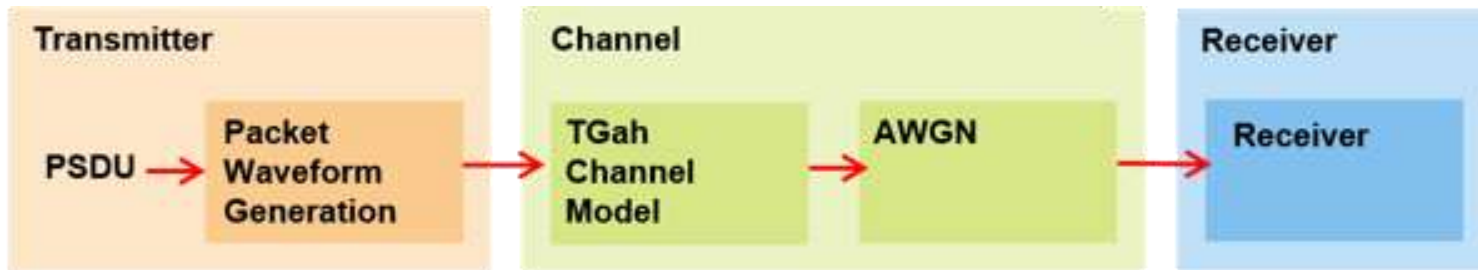 Transmitter
PSDU
Packet
Waveform
Generation
Channel
TGah
Channel
Model
AWGN
Receiver
Receiver